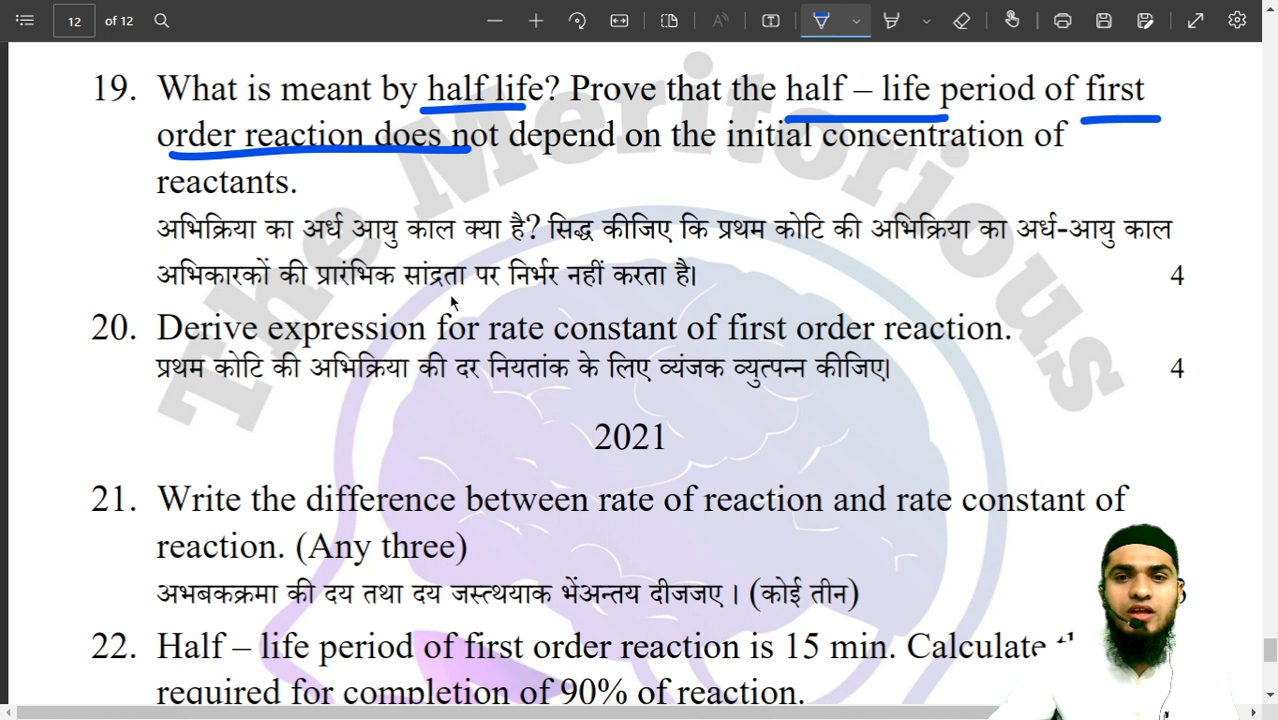 12 of 12
19. What is meant by half life? Prove that the half – life period of first
order reaction does not depend on the initial concentration of
reactants.
अभिक्रिया का अर्ध आयु काल क्या है? सिद्ध कीजिए कि प्रथम कोटि की अभिक्रिया का अर्ध-आयु काल
अभिकारकों की प्रारंभिक सांद्रता पर निर्भर नहीं करता है। 4
20. Derive expression for rate constant of first order reaction.
प्रथम कोटि की अभिक्रिया की दर नियतांक के लिए व्यंजक व्युत्पन्न कीजिए। 4
2021
21. Write the difference between rate of reaction and rate constant of
reaction. (Any three)
अभबकक्रमा की दय तथा दय जस्त्थयाक भेंअन्तय दीजजए । (कोई तीन)
22. Half – life period of first order reaction is 15 min. Calculate
required for completion of 90% of reaction.
The Meritorious